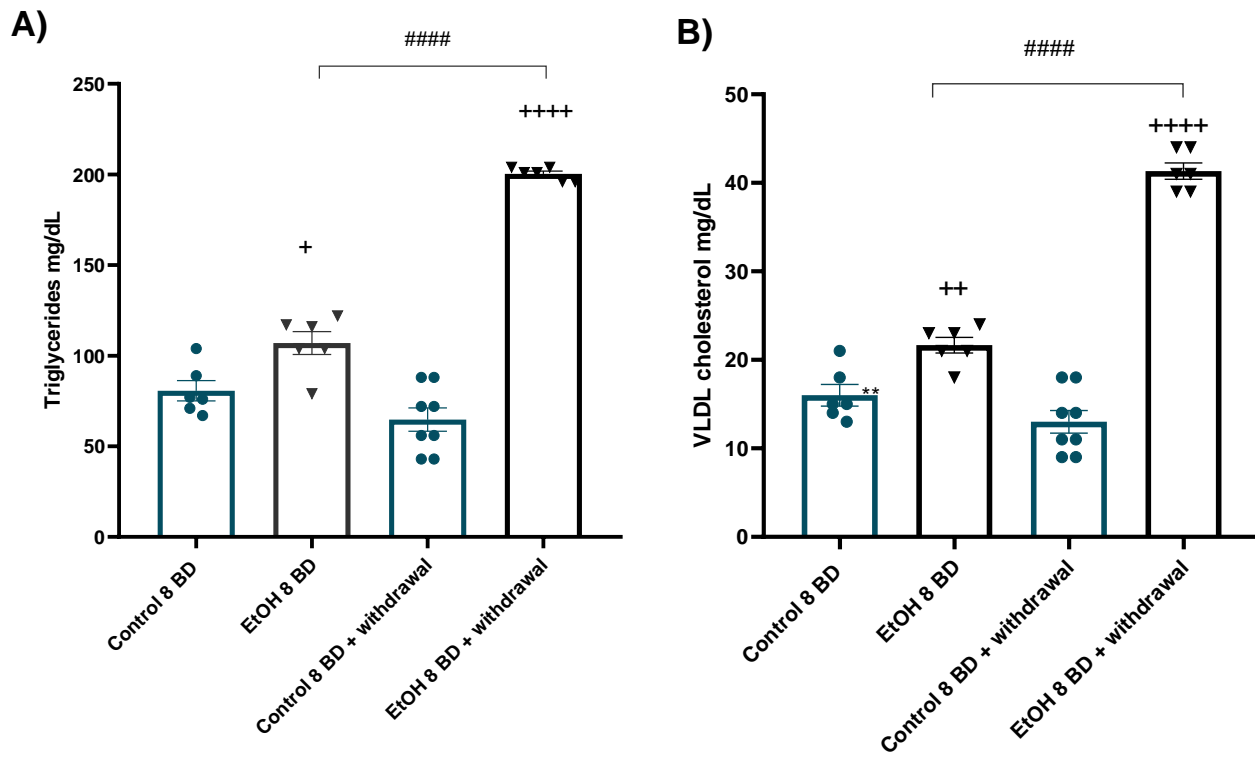 A)
####
250
200
150
100
50
0
Triglycerides mg/dL
++++
+
Control 8 BD
EtOH 8 BD
Control 8 BD + withdrawal
EtOH 8 BD + withdrawal
B)
####
50
40
30
20
10
0
VLDL cholesterol mg/dL
++++
++
**
Control 8 BD
EtOH 8 BD
Control 8 BD + withdrawal
EtOH 8 BD + withdrawal